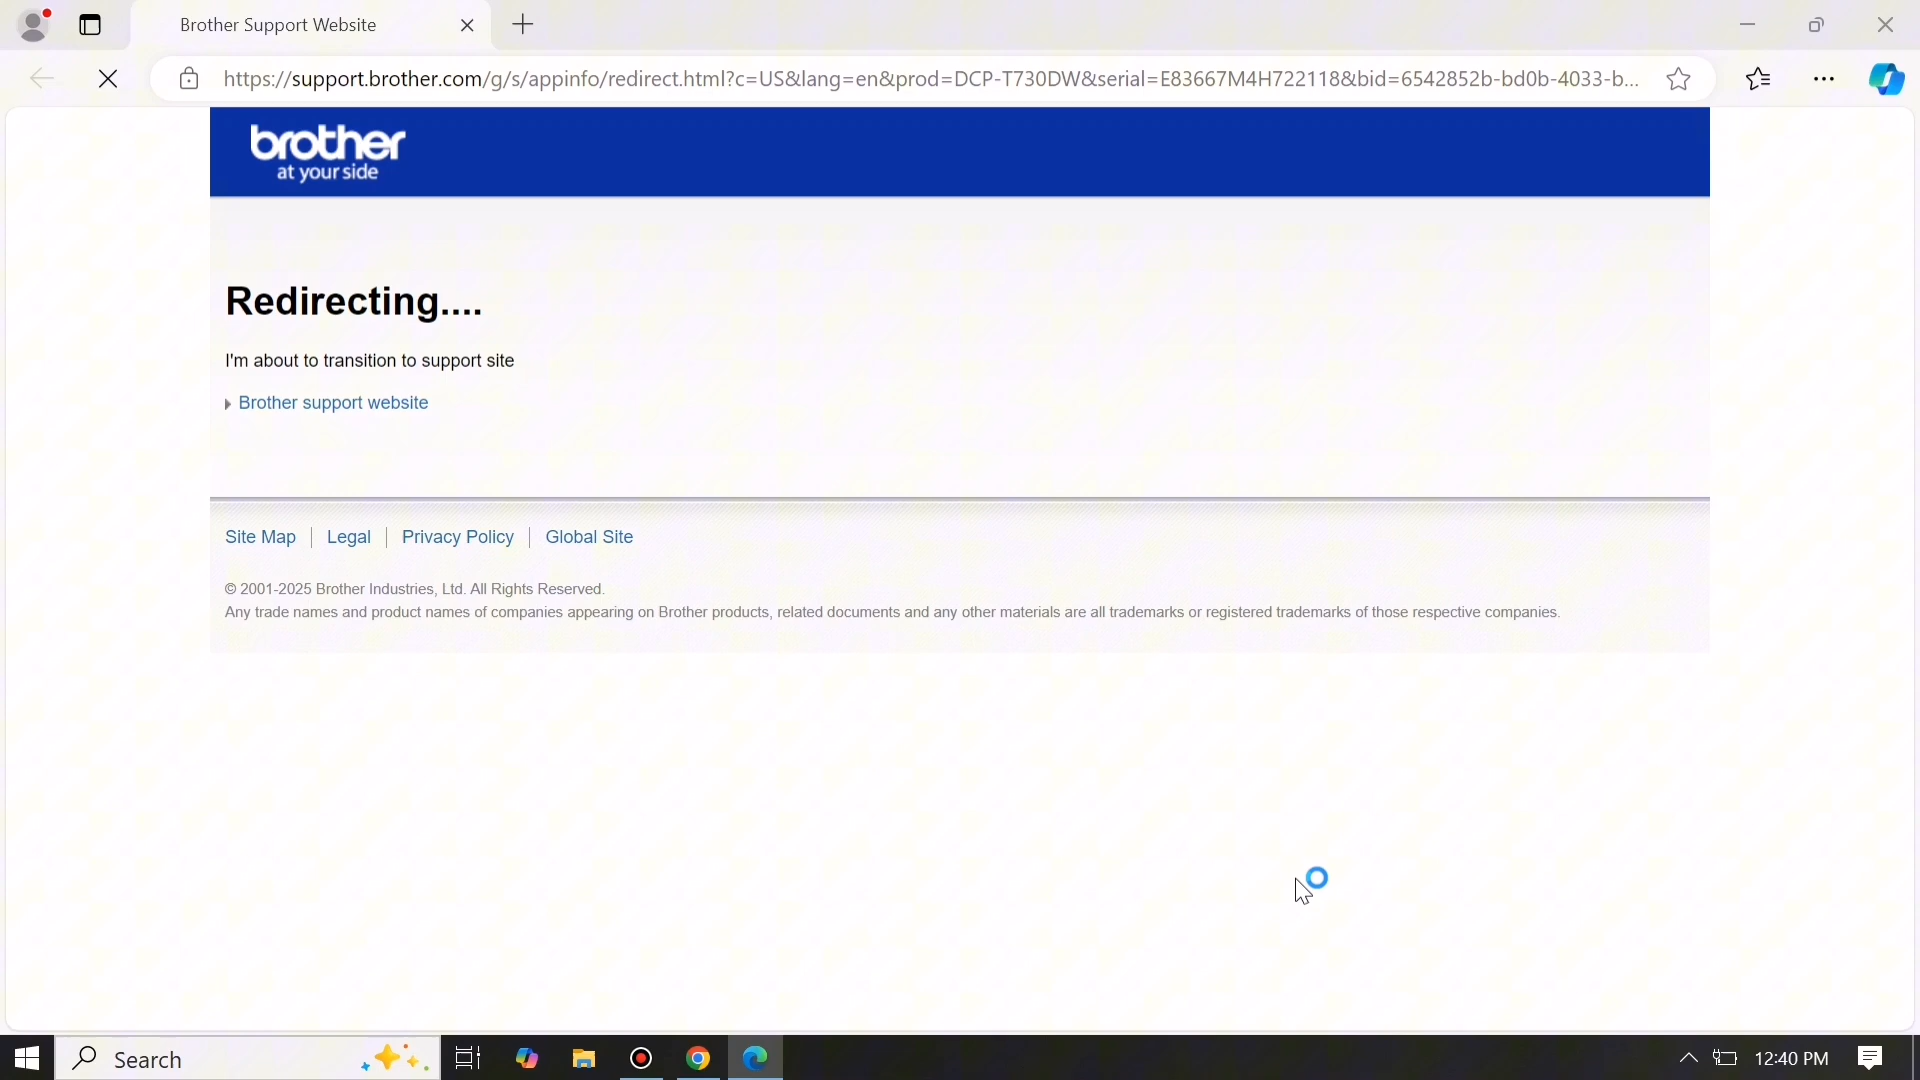 Brother Support Website
https://support.brother.com/g/s/appinfo/redirect.html?c=US&lang=en&prod=DCP-T730DW&serial=E83667M4H722118&bid=6542852b-bd0b-4033-b...
brother
at your side
Redirecting....
I'm about to transition to support site
Brother support website
Site Map
Legal
Privacy Policy
Global Site
© 2001-2025 Brother Industries, Ltd. All Rights Reserved.
Any trade names and product names of companies appearing on Brother products, related documents and any other materials are all trademarks or registered trademarks of those respective companies.
Search
12:40 PM